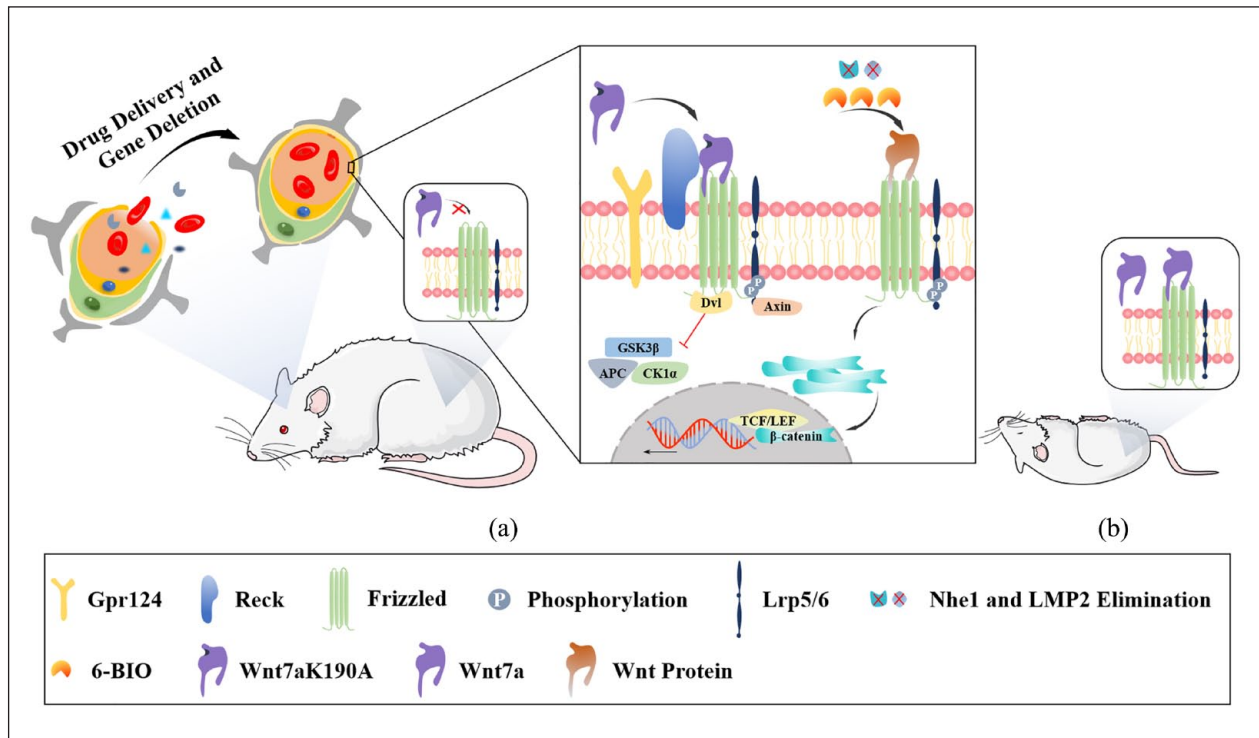 Drug Delivery and
Gene Deletion
P
P
P
P
Dvl
Axin
GSK3β
APC
CK1α
TCF/LEF
β-catenin
(a)
(b)
Gpr124
Reck
Frizzled
P
Phosphorylation
Lrp5/6
Nhe1 and LMP2 Elimination
6-BIO
Wnt7aK190A
Wnt7a
Wnt Protein